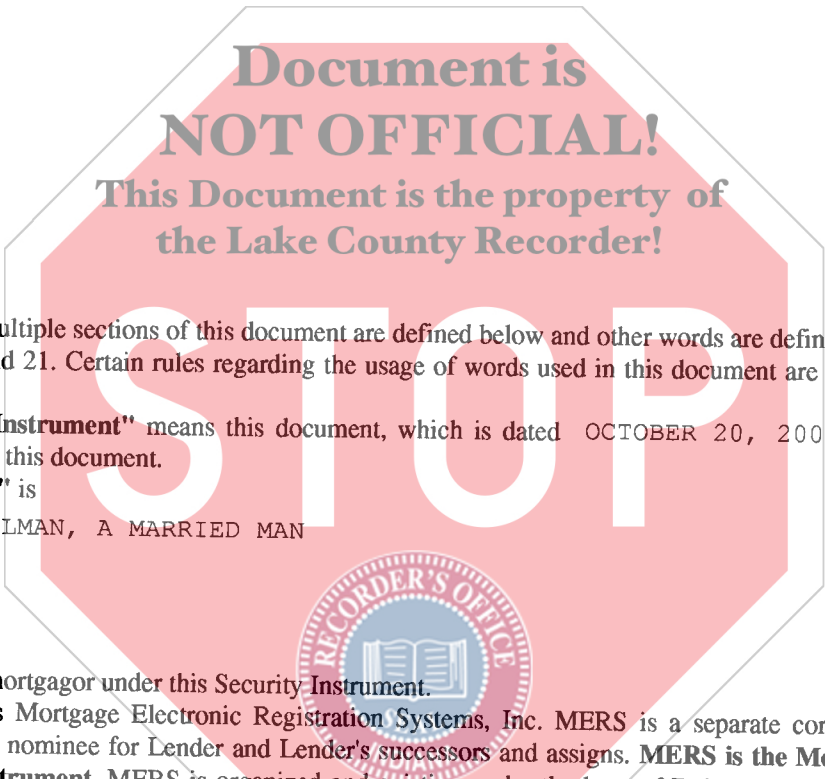 Document is
NOT OFFICIAL!
This Document is the property of
the Lake County Recorder!
STOP
ultiple sections of this document are defined below and other words are defin
d 21. Certain rules regarding the usage of words used in this document are
Instrument" means this document, which is dated OCTOBER 20, 200
this document.
" is
LMAN, A MARRIED MAN
RECORDER'S OFFICE
nortgagor under this Security Instrument.
s Mortgage Electronic Registration Systems, Inc. MERS is a separate cor
nominee for Lender and Lender's successors and assigns. MERS is the Mo